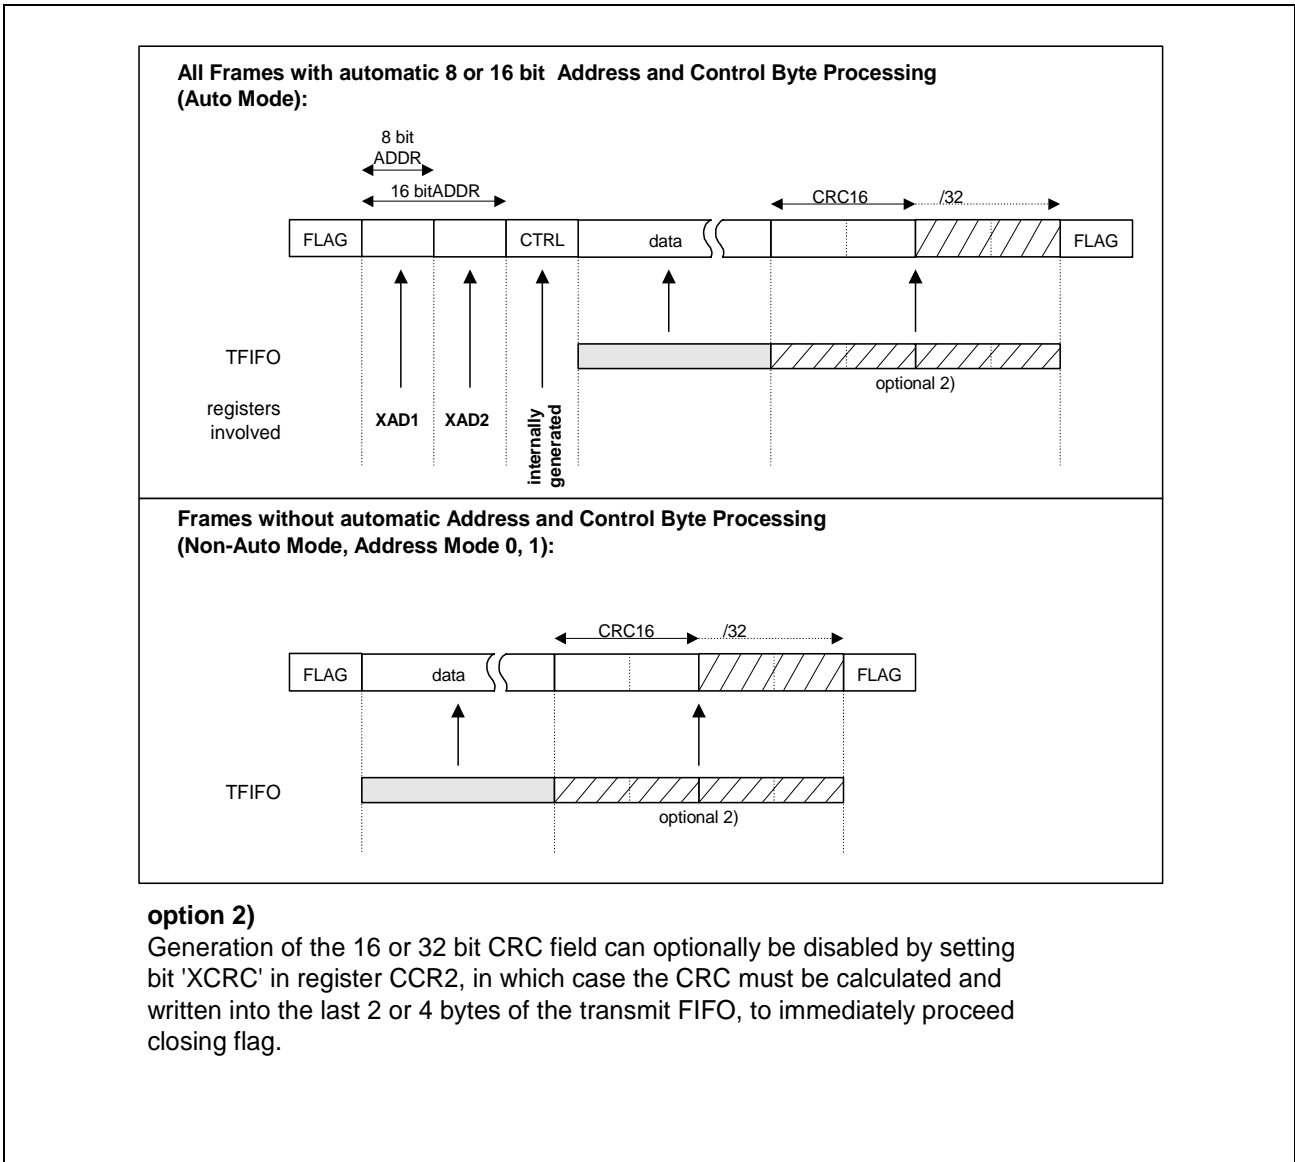 All Frames with automatic 8 or 16 bit Address and Control Byte Processing
(Auto Mode):
8 bit
ADDR
16 bitADDR
CRC16
/32
FLAG
CTRL
data
FLAG
TFIFO
optional 2)
registers
involved
XAD1
XAD2
internally
generated
Frames without automatic Address and Control Byte Processing
(Non-Auto Mode, Address Mode 0, 1):
CRC16
/32
FLAG
data
FLAG
TFIFO
optional 2)
option 2)
Generation of the 16 or 32 bit CRC field can optionally be disabled by setting
bit 'XCRC' in register CCR2, in which case the CRC must be calculated and
written into the last 2 or 4 bytes of the transmit FIFO, to immediately proceed
closing flag.